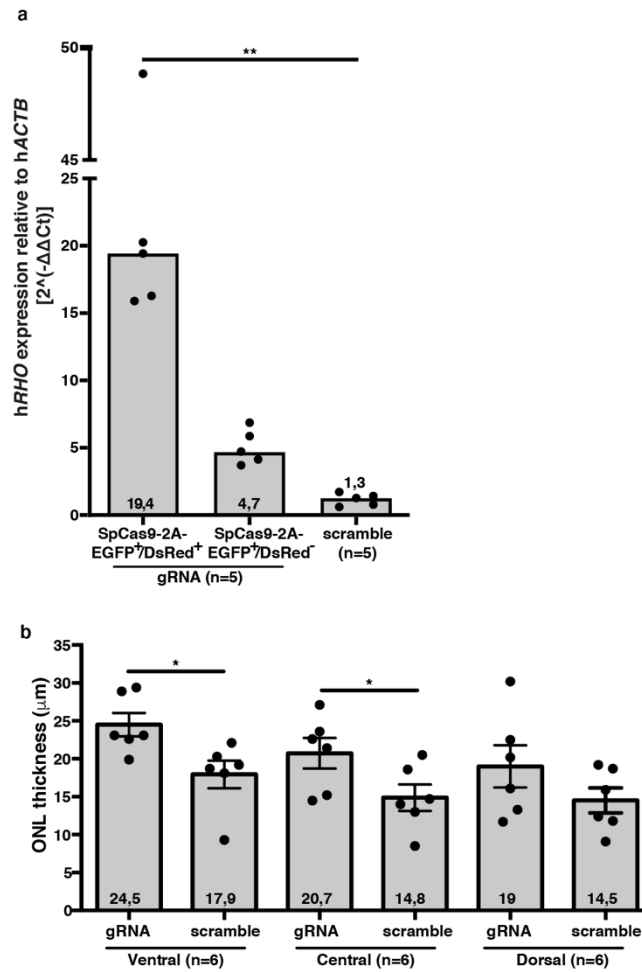 a
hRHO expression relative to hACTB
[2^(-ΔΔCt)]
50
45
25
20
15
10
5
0
**
19,4
4,7
1,3
SpCas9-2A-
EGFP⁺/DsRed⁺
SpCas9-2A-
EGFP⁺/DsRed⁻
scramble
(n=5)
gRNA (n=5)
b
ONL thickness (μm)
35
30
25
20
15
10
5
0
*
*
24,5
17,9
20,7
14,8
19
14,5
gRNA scramble gRNA scramble gRNA scramble
Ventral (n=6) Central (n=6) Dorsal (n=6)